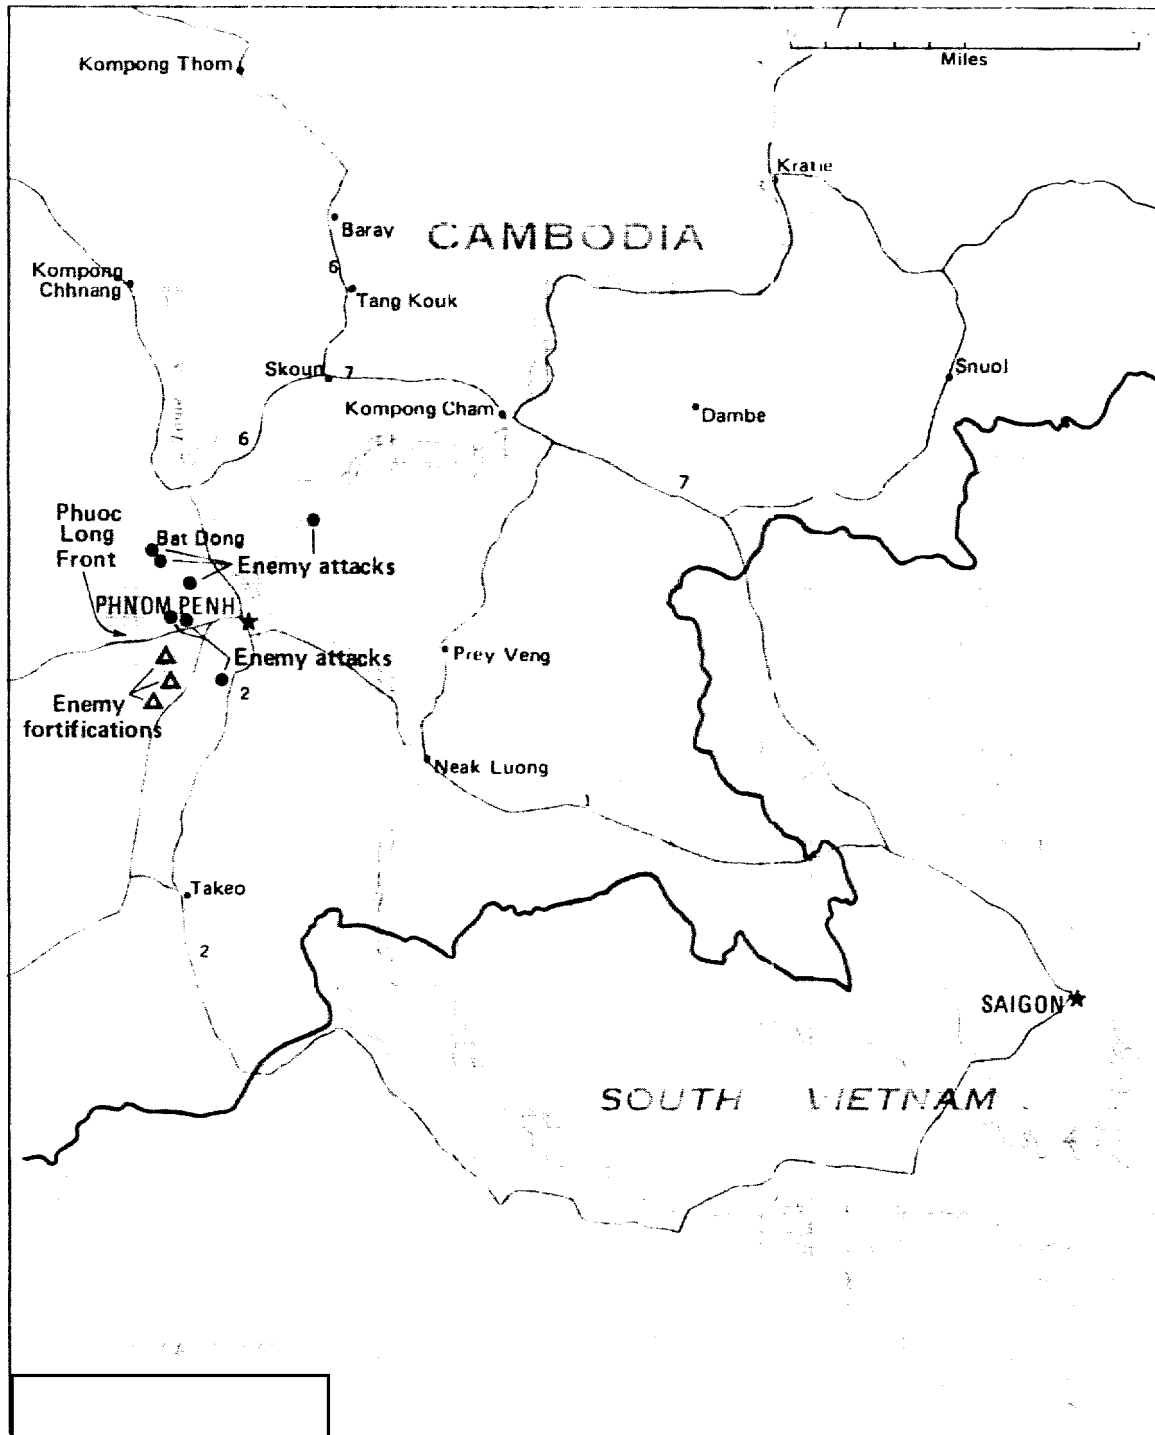 Miles
Kompong Thom
Kratie
Baray
CAMBODIA
6
Kompong
Chhnang
Tang Kouk
Skoun
7
Snuol
Kompong Cham
Dambe
6
7
Phuoc
Long
Front
Bat Dong
Enemy attacks
PHNOM PENH
Enemy attacks
Prey Veng
2
Enemy
fortifications
Neak Luong
1
Takeo
2
SAIGON
SOUTH VIETNAM